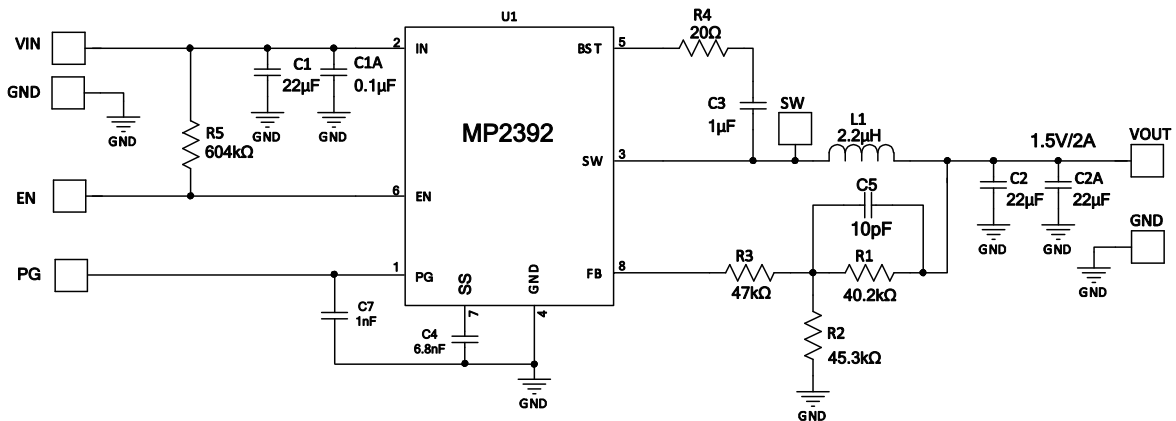 U1
VIN
2
IN
BST
5
R4
20Ω
C1
22µF
C1A
0.1µF
GND
GND
GND
GND
R5
604kΩ
MP2392
C3
1µF
SW
L1
2.2µH
SW
3
1.5V/2A
VOUT
EN
6
EN
C5
10pF
C2
22µF
C2A
22µF
GND
GND
GND
GND
PG
1
PG
SS
GND
FB
8
R3
47kΩ
R1
40.2kΩ
C7
1nF
C4
6.8nF
7
4
R2
45.3kΩ
GND
GND